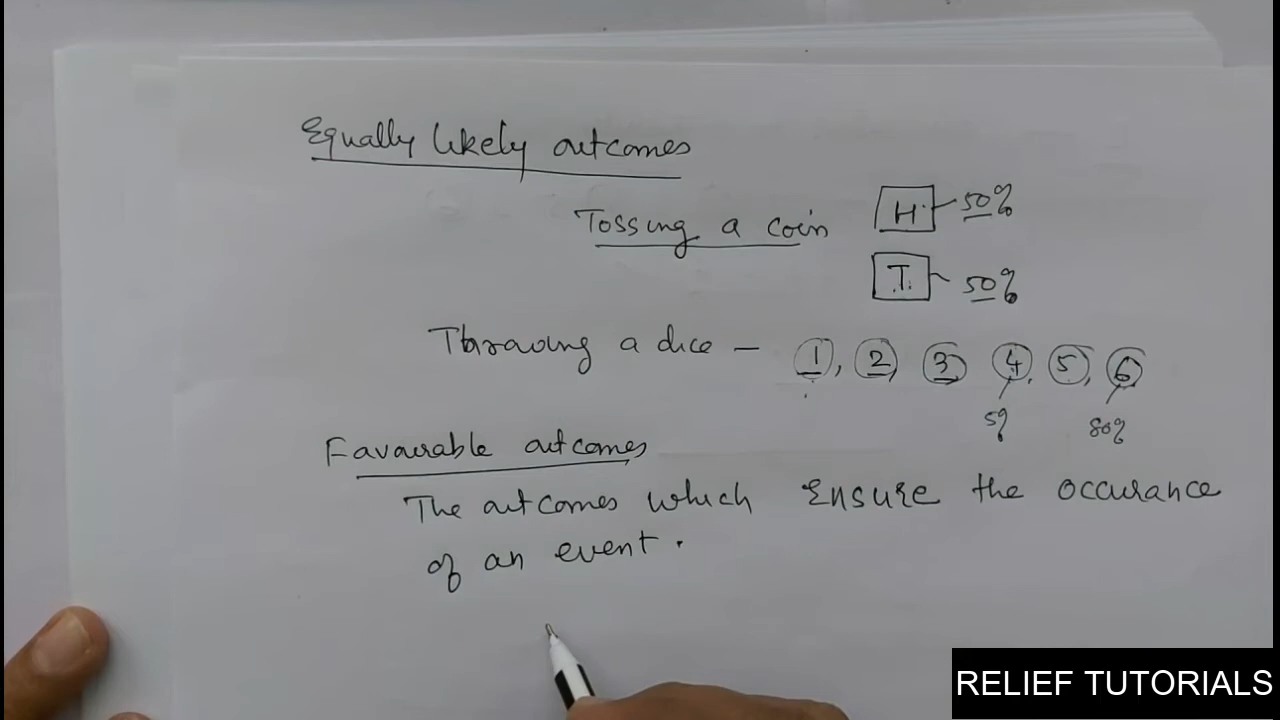 Equally likely outcomes
Tossing a coin H - 50%
T - 50%
Throwing a dice - 1, 2, 3 4, 5, 6
5% 80%
Favourable outcomes
The outcomes which Ensure the occurance
of an event.
RELIEF TUTORIALS